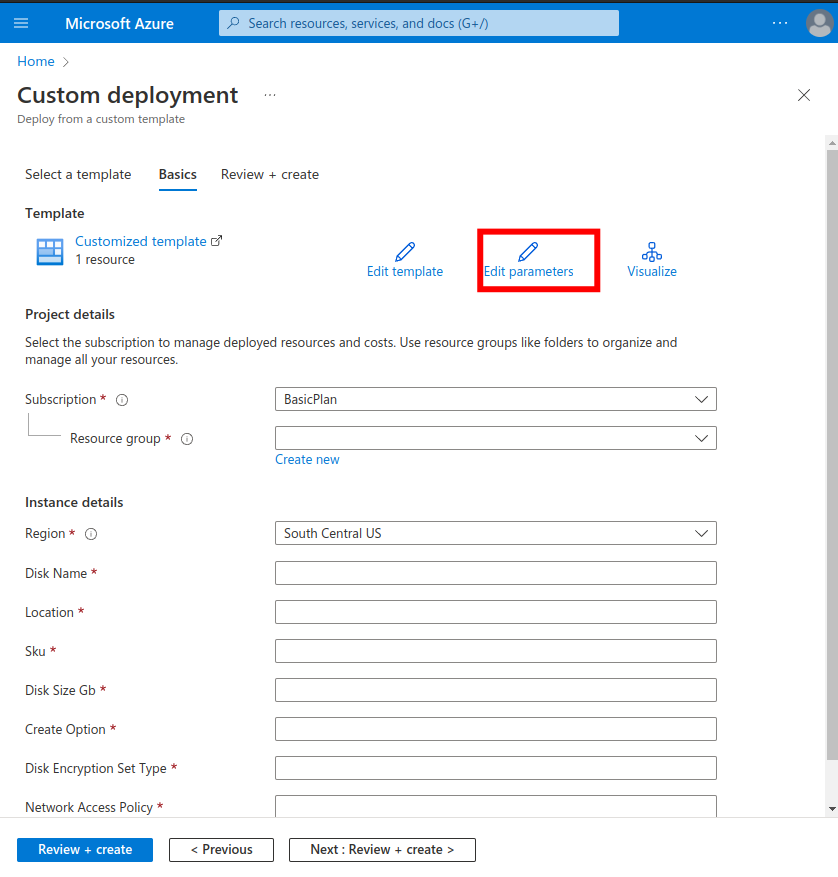 Microsoft Azure
Search resources, services, and docs (G+/)
...
Home >
Custom deployment ...
Deploy from a custom template
Select a template Basics Review + create
Template
Customized template
1 resource
Edit template Edit parameters Visualize
Project details
Select the subscription to manage deployed resources and costs. Use resource groups like folders to organize and
manage all your resources.
Subscription * BasicPlan
Resource group *
Create new
Instance details
Region * South Central US
Disk Name *
Location *
Sku *
Disk Size Gb *
Create Option *
Disk Encryption Set Type *
Network Access Policy *
Review + create < Previous Next : Review + create >